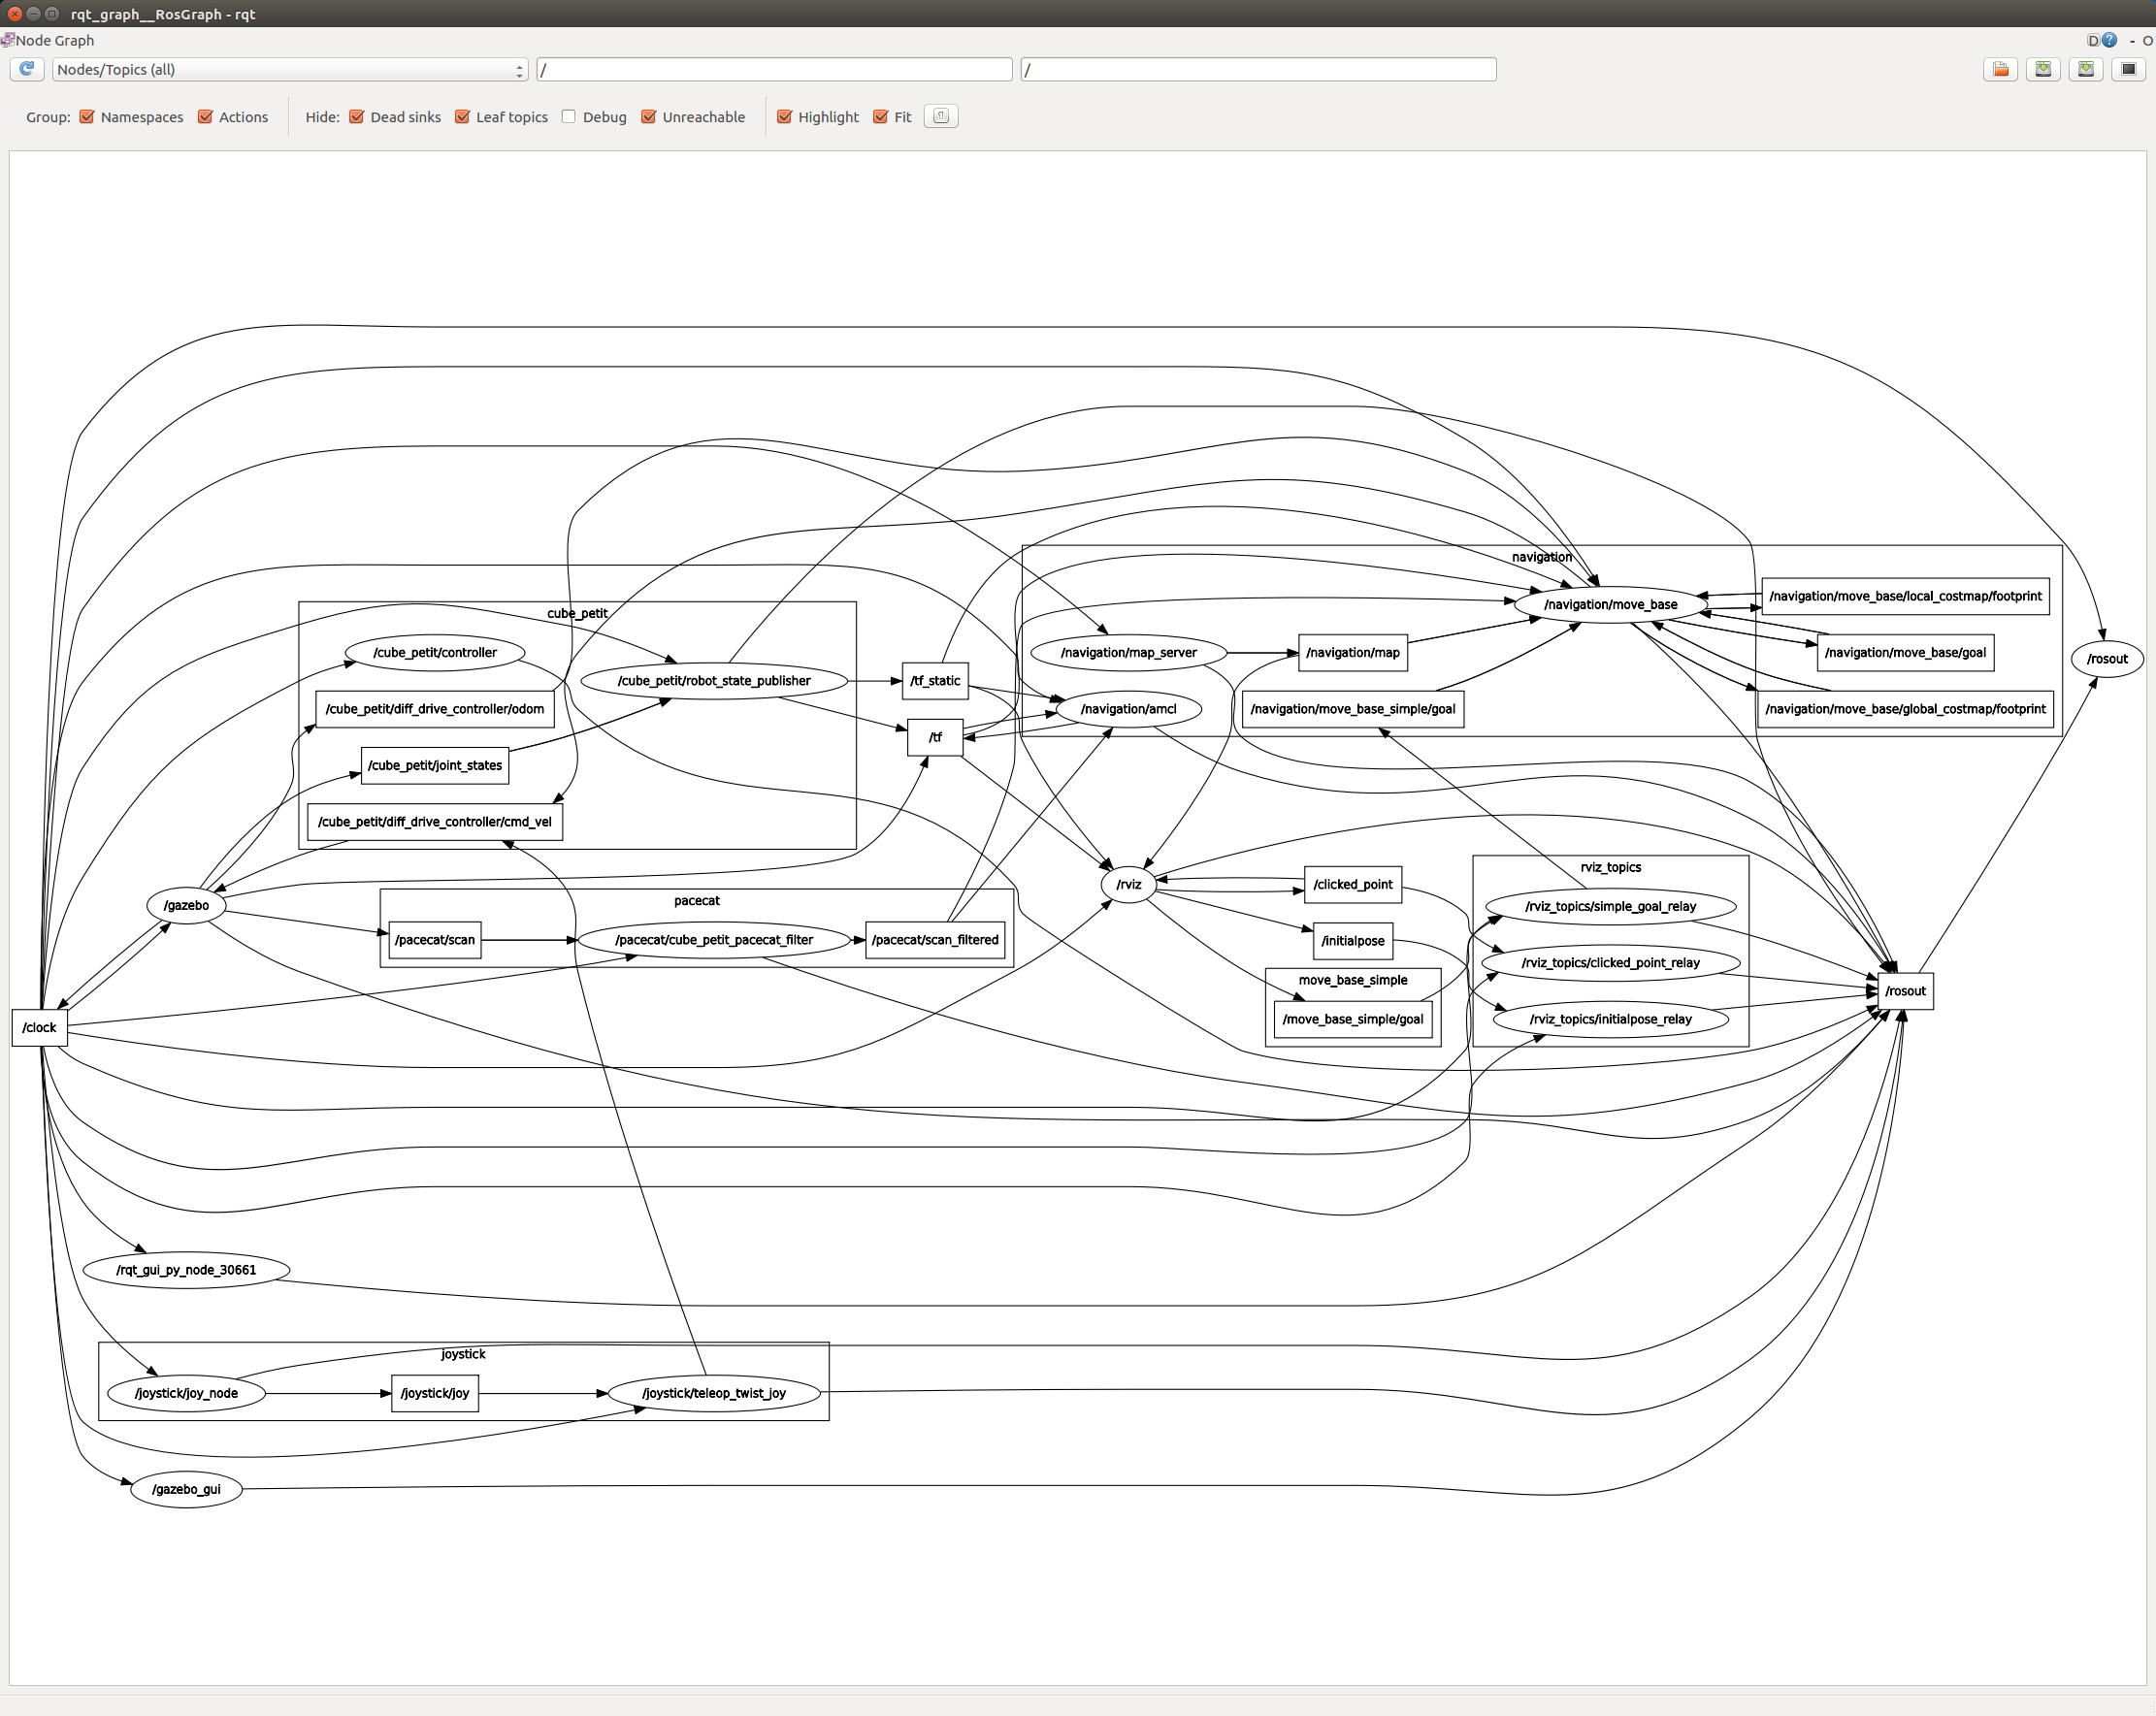 rqt_graph__RosGraph - rqt
Node Graph
D ? - O
Nodes/Topics (all)
/
/
Group: Namespaces Actions Hide: Dead sinks Leaf topics Debug Unreachable Highlight Fit
navigation
/navigation/move_base
/navigation/move_base/local_costmap/footprint
cube_petit
/cube_petit/controller
/navigation/map_server
/navigation/map
/navigation/move_base/goal
/rosout
/cube_petit/robot_state_publisher
/tf_static
/cube_petit/diff_drive_controller/odom
/navigation/amcl
/navigation/move_base_simple/goal
/navigation/move_base/global_costmap/footprint
/tf
/cube_petit/joint_states
/cube_petit/diff_drive_controller/cmd_vel
rviz_topics
/rviz
/clicked_point
pacecat
/gazebo
/rviz_topics/simple_goal_relay
/pacecat/scan
/pacecat/cube_petit_pacecat_filter
/pacecat/scan_filtered
/initialpose
/rviz_topics/clicked_point_relay
move_base_simple
/rosout
/move_base_simple/goal
/rviz_topics/initialpose_relay
/clock
/rqt_gui_py_node_30661
joystick
/joystick/joy_node
/joystick/joy
/joystick/teleop_twist_joy
/gazebo_gui